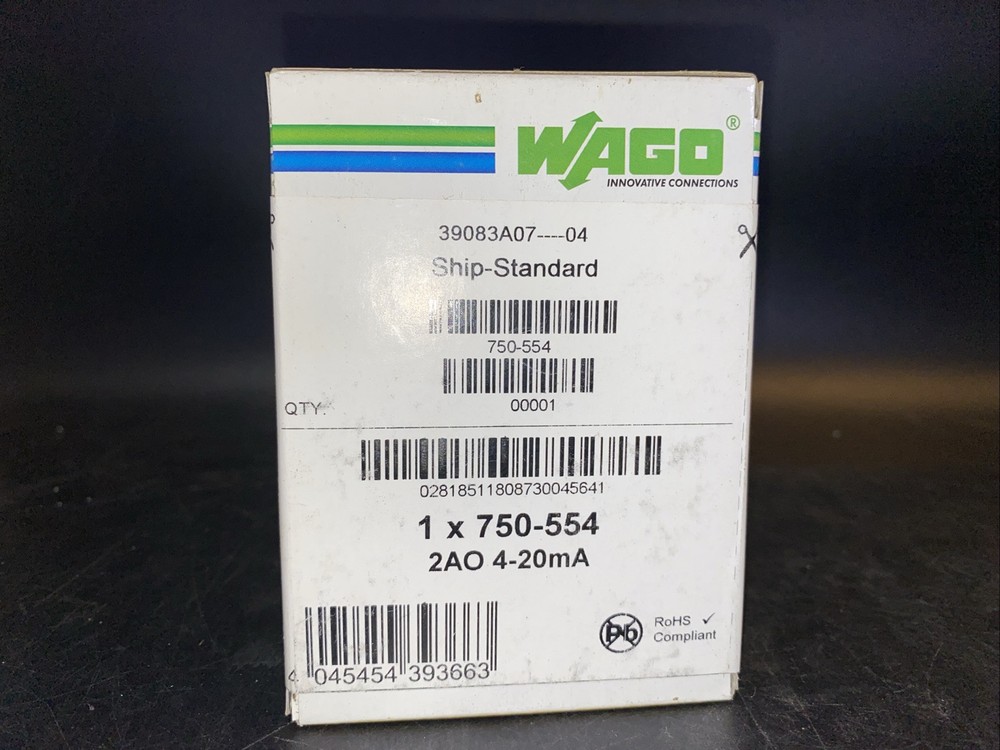 WAGO®
INNOVATIVE CONNECTIONS
39083A07----04
Ship-Standard
750-554
QTY.
00001
02818511808730045641
1 x 750-554
2AO 4-20mA
Pb
RoHS ✓
Compliant
4 045454 393663